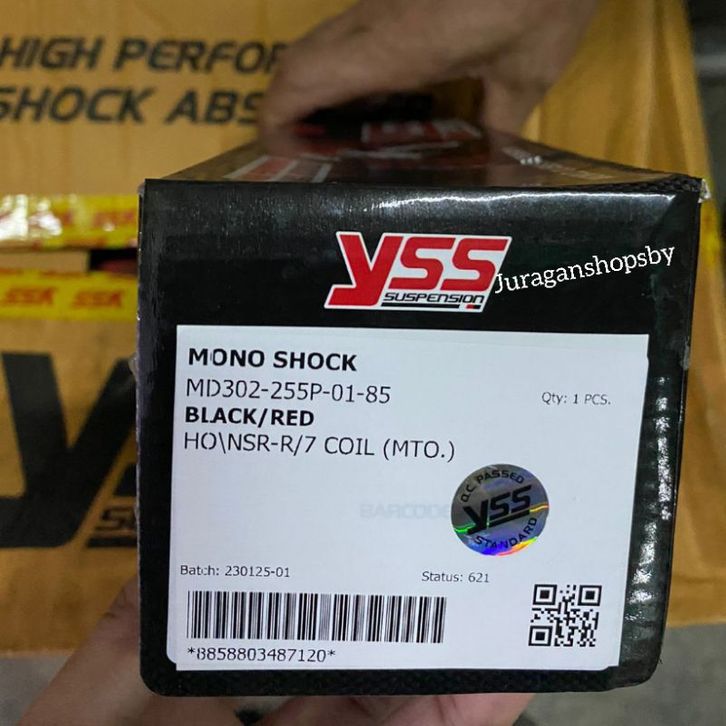 HIGH PERFOR
SHOCK ABS
YSS
SUSPENSION
Juraganshopsby
SSK SSK
MONO SHOCK
MD302-255P-01-85
Qty: 1 PCS.
BLACK/RED
HO\NSR-R/7 COIL (MTO.)
BARCODE
Q.C. PASSED
YSS
STANDARD
Batch: 230125-01
Status: 621
*8858803487120*